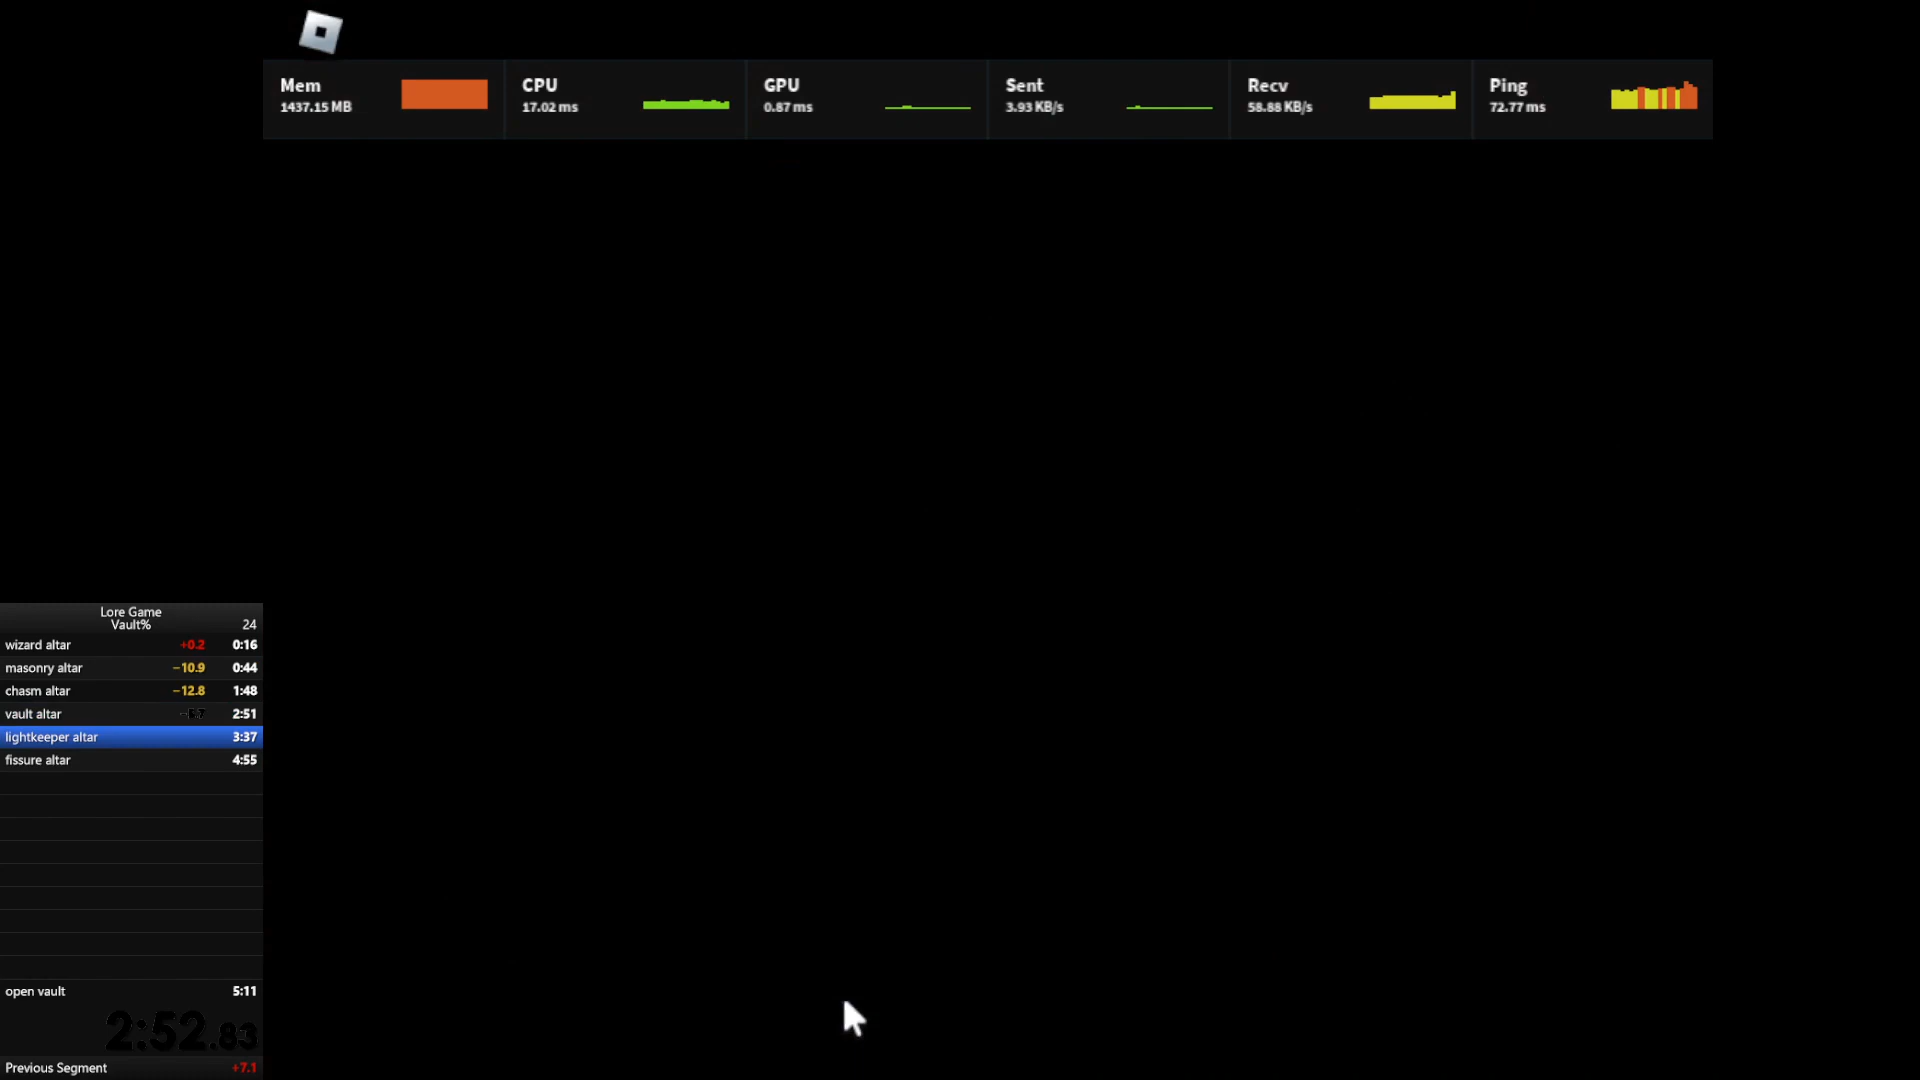 Mem CPU GPU Sent Recv Ping
1437.15 MB 17.02 ms 0.87 ms 3.93 KB/s 58.88 KB/s 72.77 ms
Lore Game
Vault% 24
wizard altar +0.2 0:16
masonry altar −10.9 0:44
chasm altar −12.8 1:48
vault altar 2:51
lightkeeper altar 3:37
fissure altar 4:55
open vault 5:11
2:52.83
Previous Segment +7.1